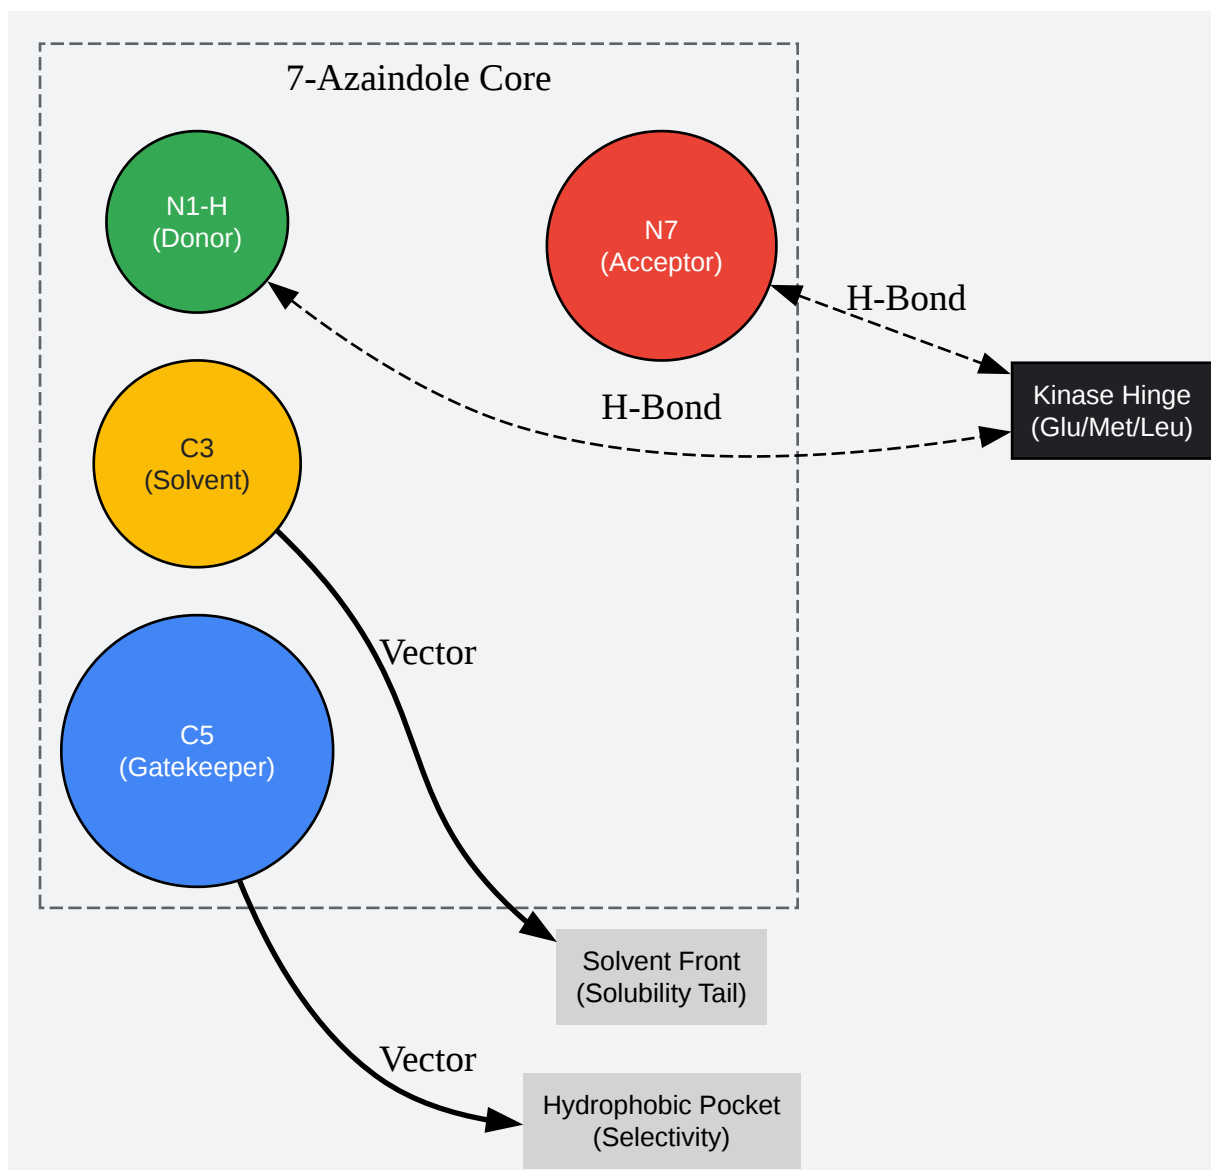 7-Azaindole Core
N1-H
(Donor)
N7
(Acceptor)
H-Bond
Kinase Hinge
(Glu/Met/Leu)
H-Bond
C3
(Solvent)
Vector
C5
(Gatekeeper)
Solvent Front
(Solubility Tail)
Vector
Hydrophobic Pocket
(Selectivity)